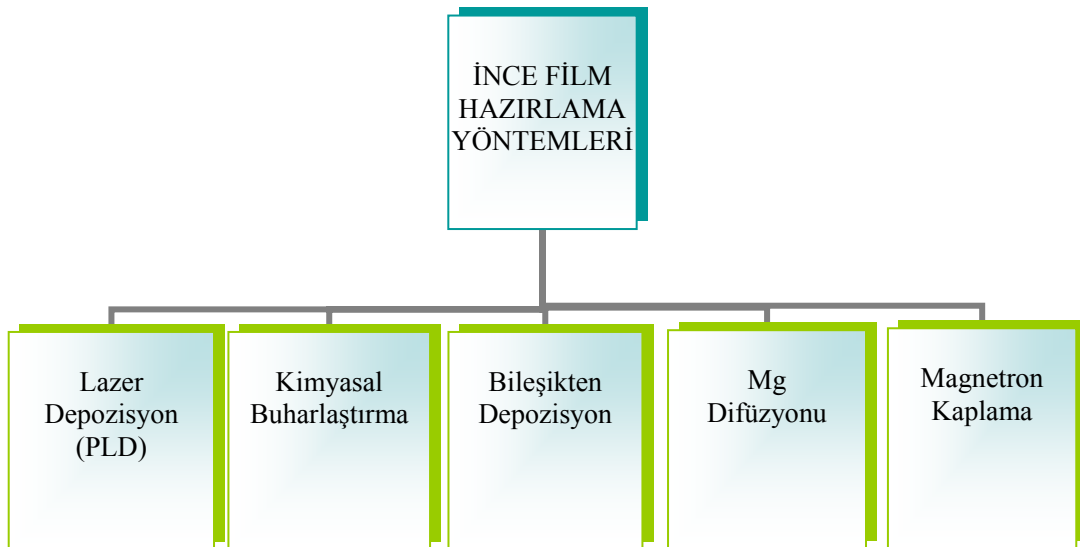 İNCE FİLM
HAZIRLAMA
YÖNTEMLERİ
Lazer
Depozisyon
(PLD)
Kimyasal
Buharlaştırma
Bileşikten
Depozisyon
Mg
Difüzyonu
Magnetron
Kaplama